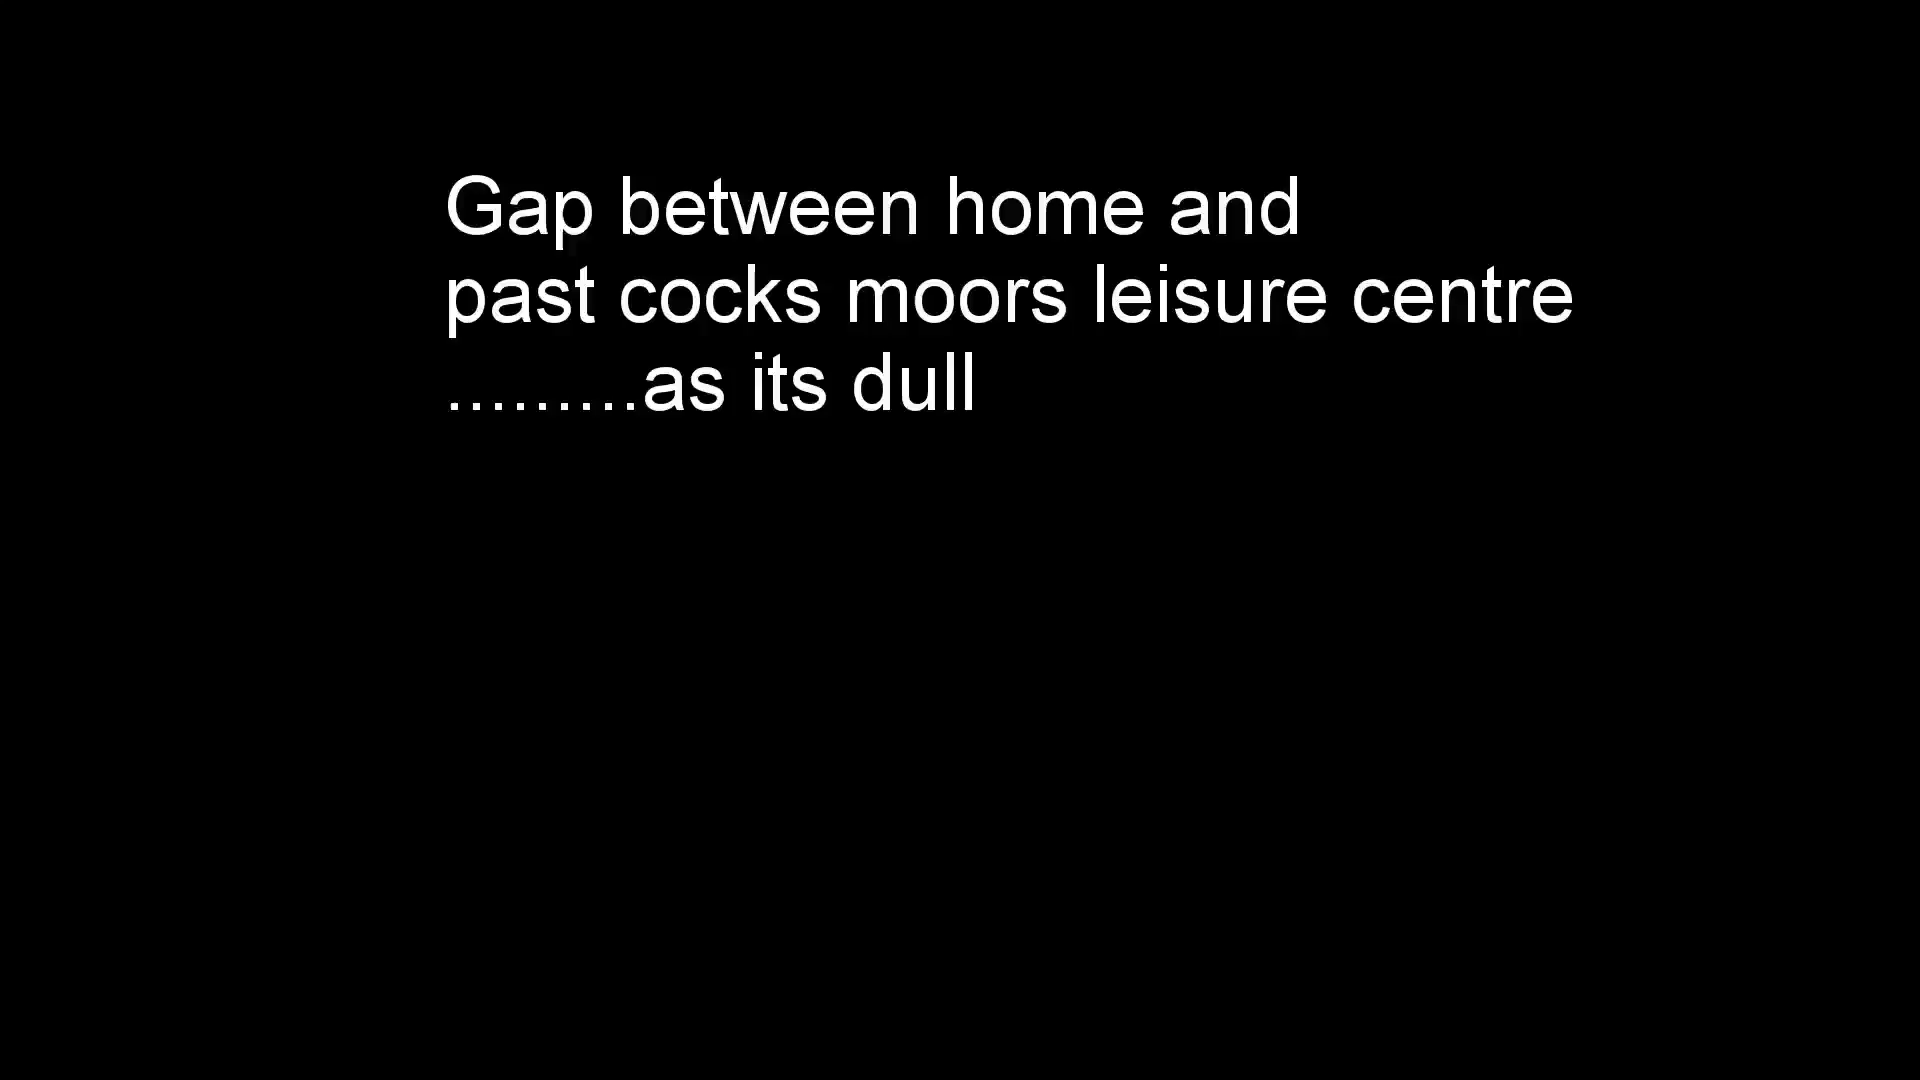 Gap between home and
past cocks moors leisure centre
.........as its dull